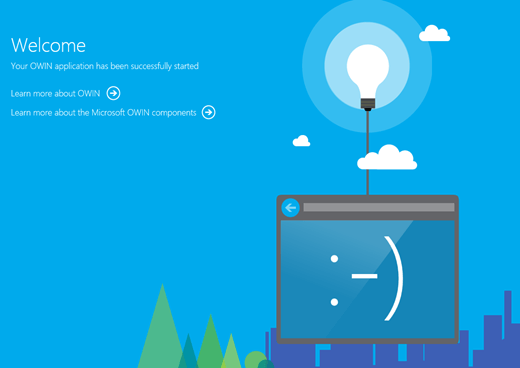 Welcome
Your OWIN application has been successfully started
Learn more about OWIN
Learn more about the Microsoft OWIN components
:-)